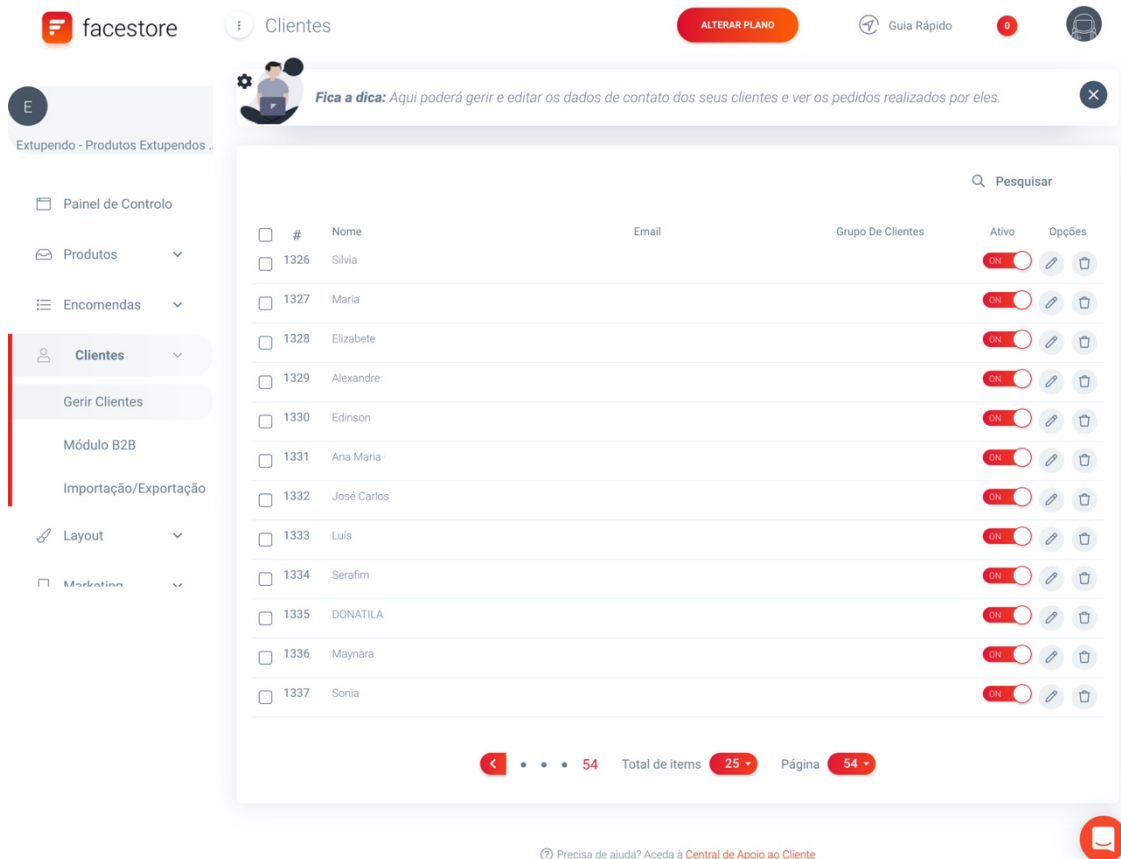 facestore
Clientes
ALTERAR PLANO
Guia Rápido
0
E
Extupendo - Produtos Extupendos ..
Fica a dica: Aqui poderá gerir e editar os dados de contato dos seus clientes e ver os pedidos realizados por eles.
Painel de Controlo
Produtos
Encomendas
Clientes
Gerir Clientes
Módulo B2B
Importação/Exportação
Layout
Marketing
Pesquisar
# Nome Email Grupo De Clientes Ativo Opções
1326 Silvia ON
1327 Maria ON
1328 Elizabete ON
1329 Alexandre ON
1330 Edinson ON
1331 Ana Maria ON
1332 José Carlos ON
1333 Luís ON
1334 Serafim ON
1335 DONATILA ON
1336 Maynara ON
1337 Sonia ON
54 Total de items 25 Página 54
Precisa de ajuda? Aceda à Central de Apoio ao Cliente